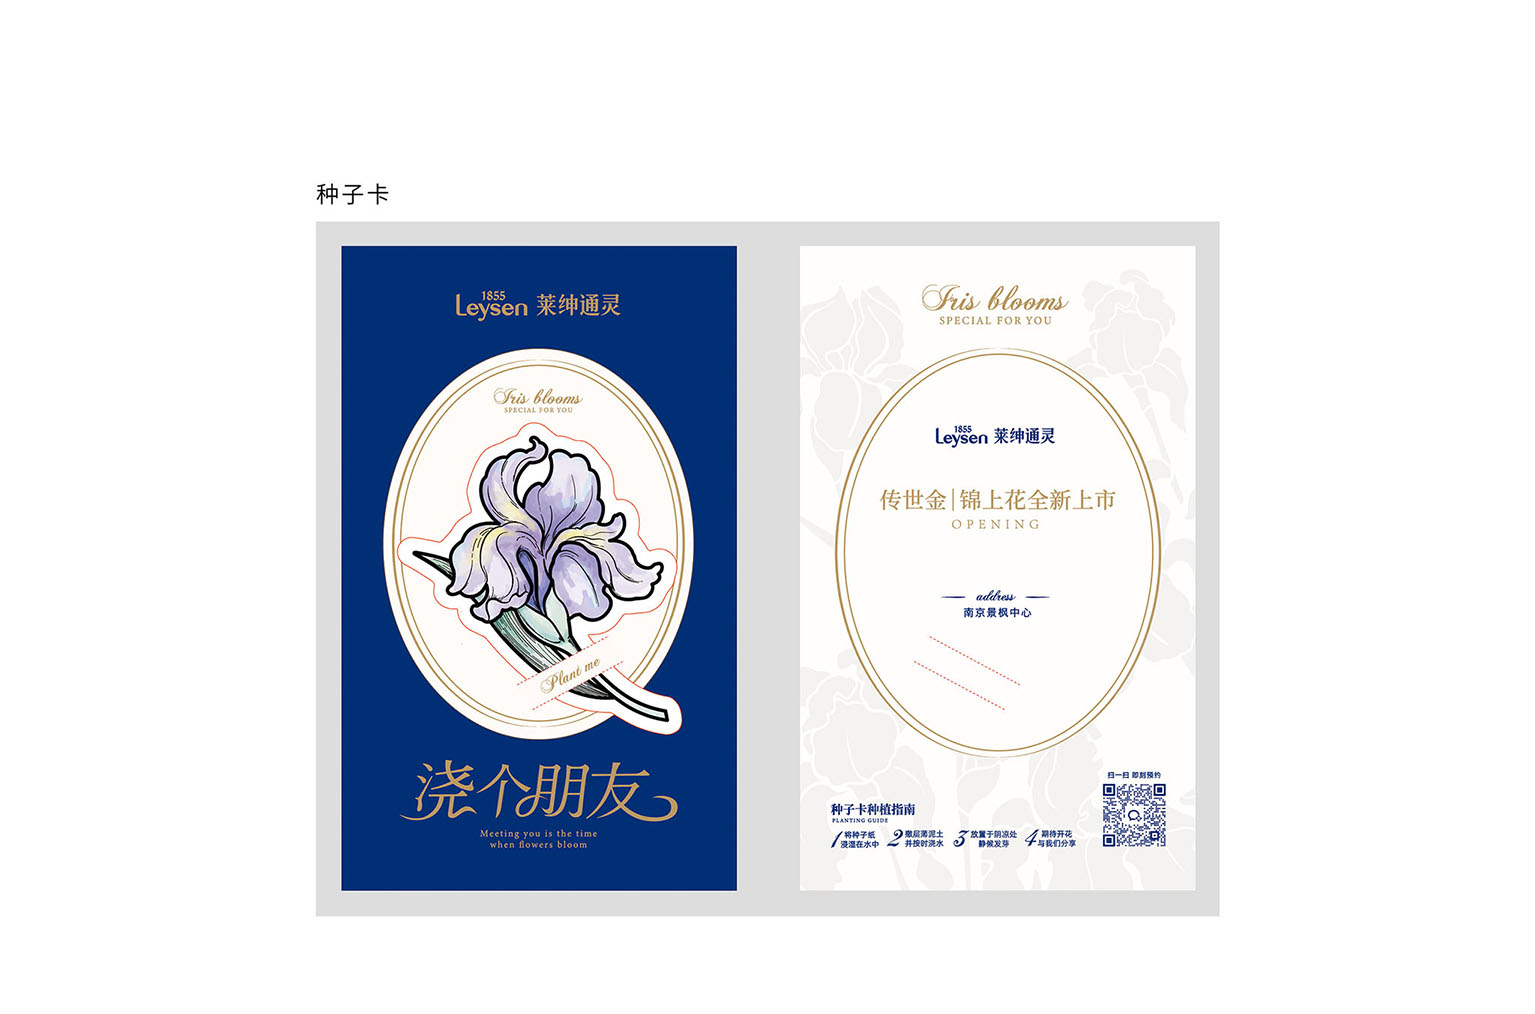 种子卡
1855
Leysen 莱绅通灵
Iris blooms
SPECIAL FOR YOU
Plant me
浇个朋友
Meeting you is the time
when flowers bloom
Iris blooms
SPECIAL FOR YOU
1855
Leysen 莱绅通灵
传世金|锦上花全新上市
OPENING
address
南京景枫中心
扫一扫 即刻预约
种子卡种植指南
PLANTING GUIDE
1 将种子纸
浸湿在水中
2 撒层薄泥土
并按时浇水
3 放置于阴凉处
静候发芽
4 期待开花
与我们分享